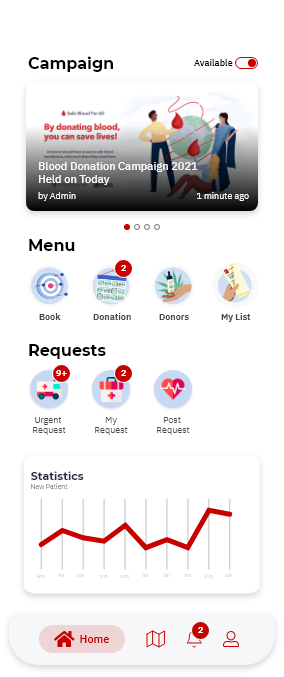 Campaign
Available
Safe Blood For All
By donating blood,
you can save lives!
Blood Donation Campaign 2021
Held on Today
by Admin
1 minute ago
Menu
2
Book
Donation
Donors
My List
Requests
9+
2
Urgent
Request
My
Request
Post
Request
Statistics
New Patient
Home
2